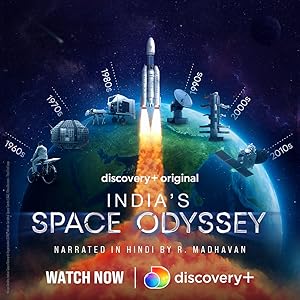 1960s
1970s
1980s
1990s
2000s
2010s
discovery+ original
INDIA'S
SPACE ODYSSEY
NARRATED IN HINDI BY R. MADHAVAN
WATCH NOW
discovery+